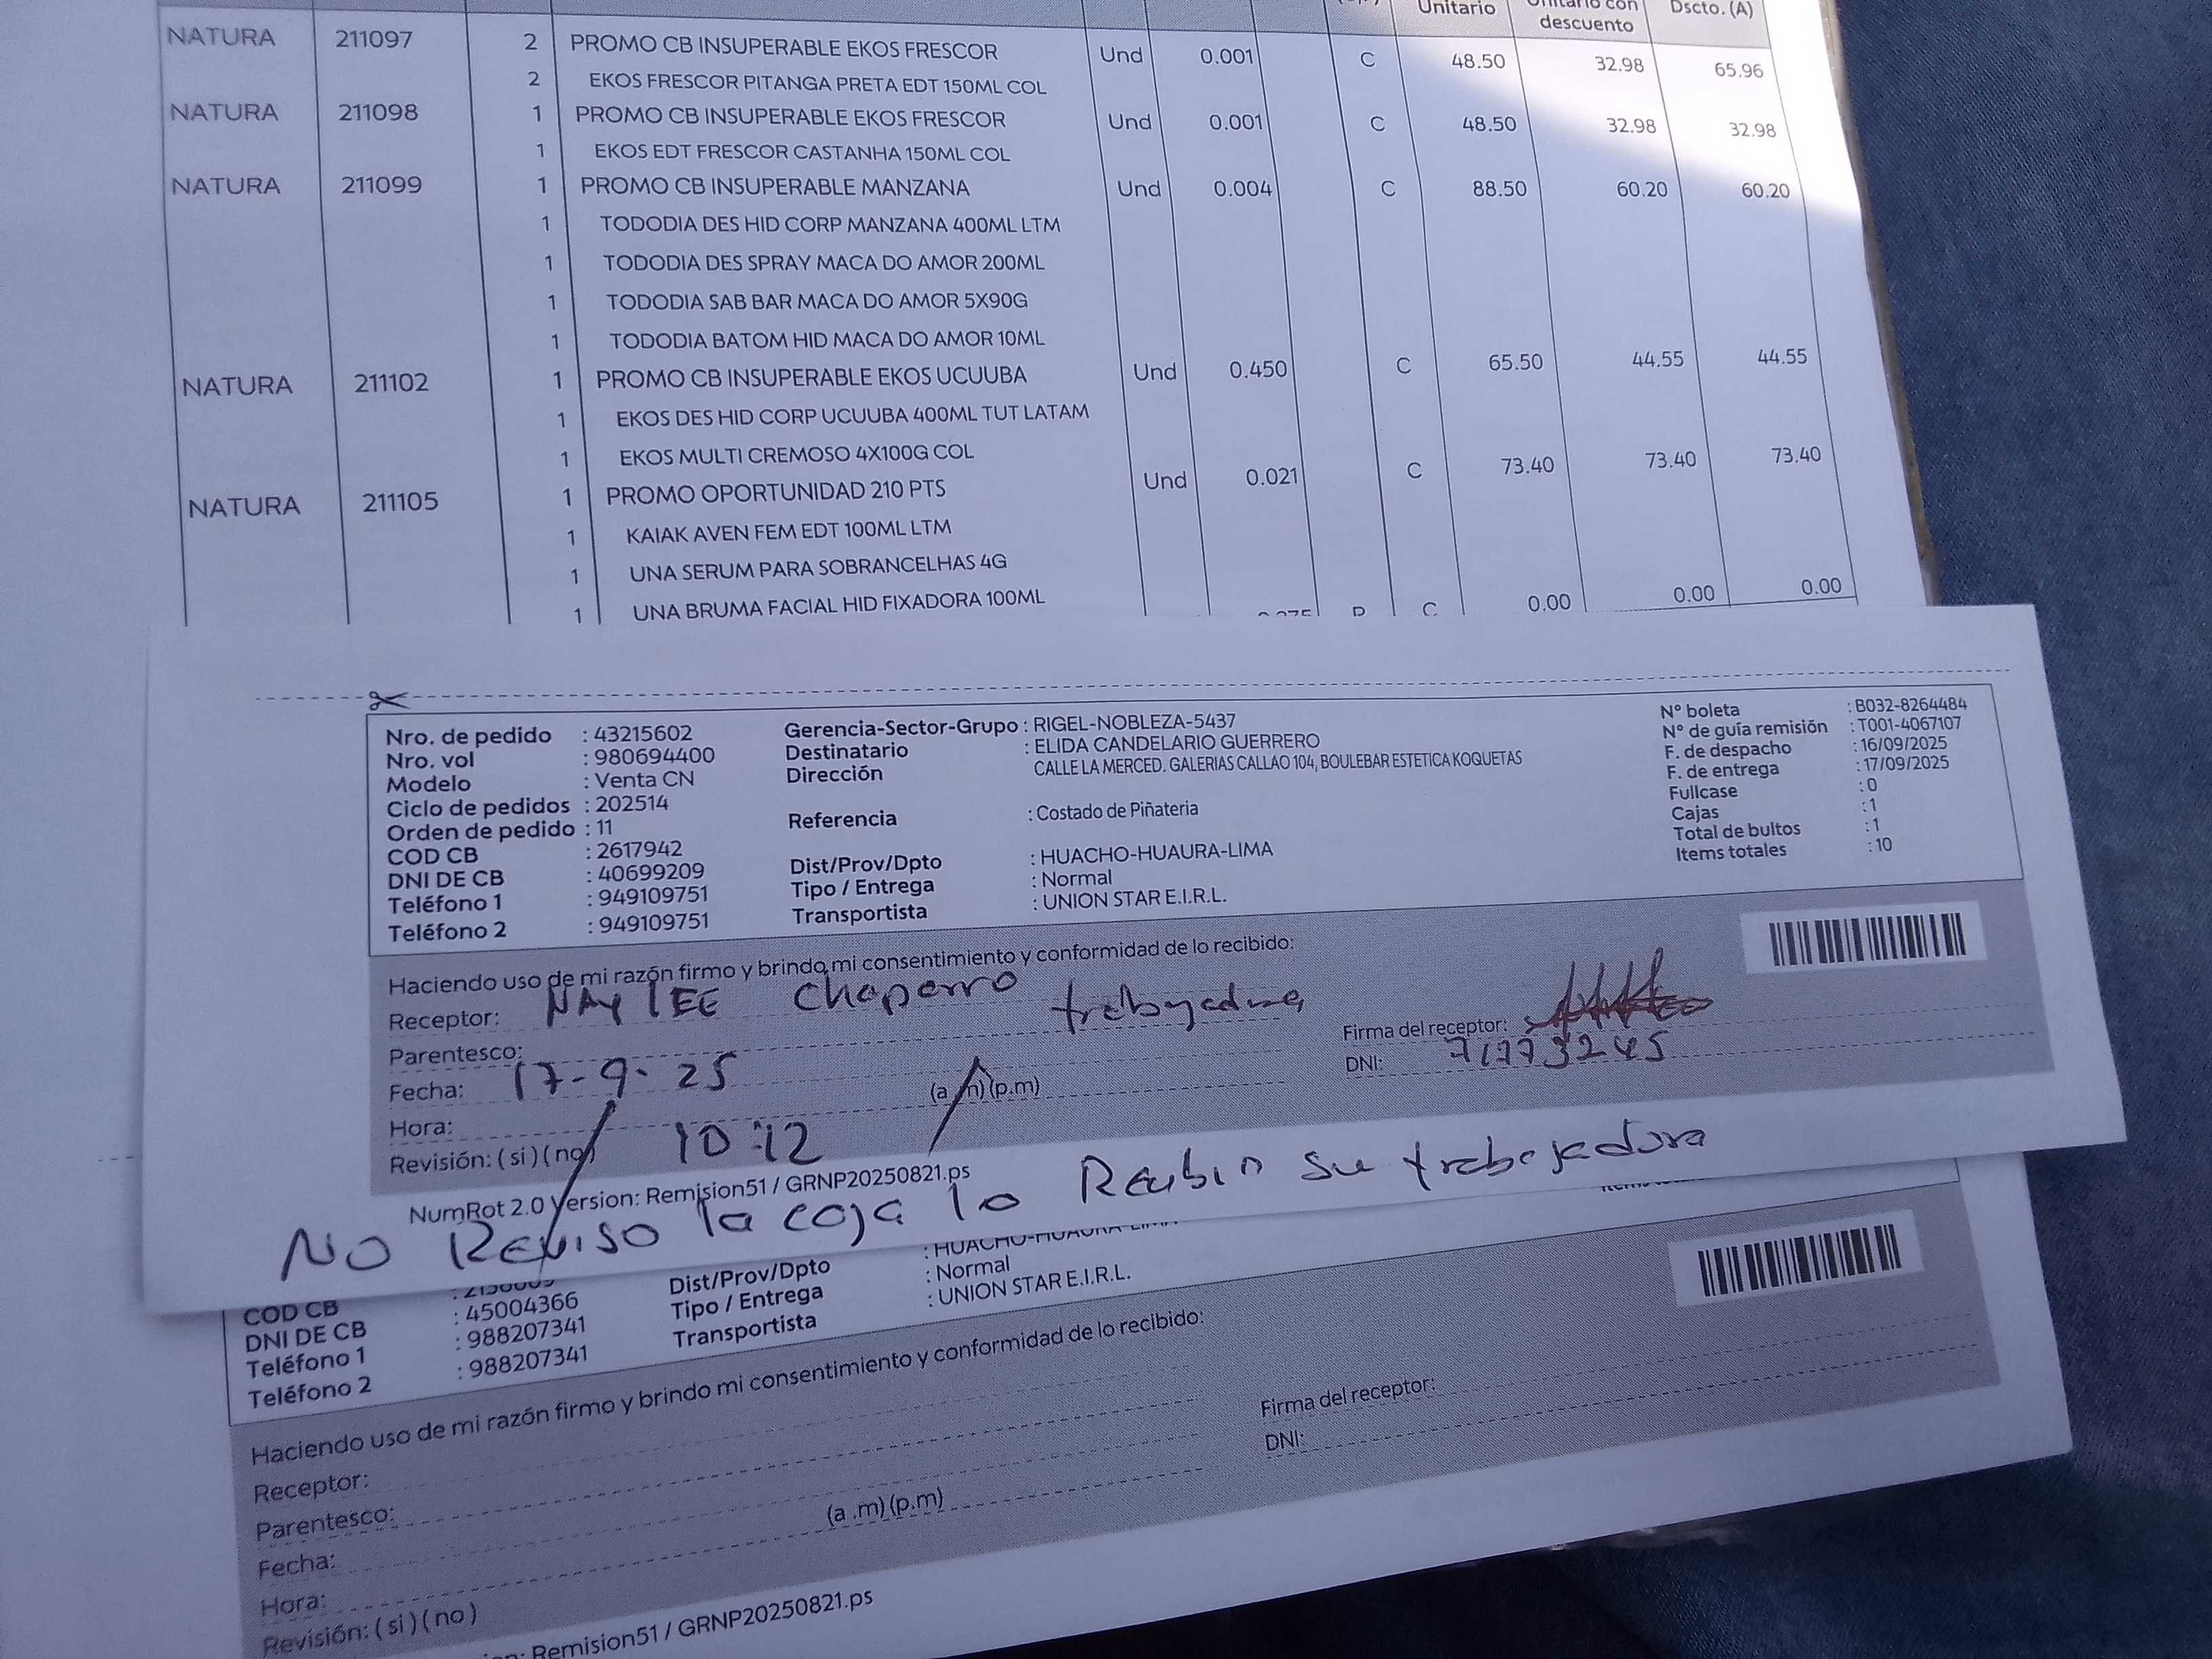 Unitario Unitario con descuento Dscto. (A)
NATURA 211097 2 PROMO CB INSUPERABLE EKOS FRESCOR Und 0.001 C 48.50 32.98 65.96
2 EKOS FRESCOR PITANGA PRETA EDT 150ML COL
NATURA 211098 1 PROMO CB INSUPERABLE EKOS FRESCOR Und 0.001 C 48.50 32.98 32.98
1 EKOS EDT FRESCOR CASTANHA 150ML COL
NATURA 211099 1 PROMO CB INSUPERABLE MANZANA Und 0.004 C 88.50 60.20 60.20
1 TODODIA DES HID CORP MANZANA 400ML LTM
1 TODODIA DES SPRAY MACA DO AMOR 200ML
1 TODODIA SAB BAR MACA DO AMOR 5X90G
1 TODODIA BATOM HID MACA DO AMOR 10ML
NATURA 211102 1 PROMO CB INSUPERABLE EKOS UCUUBA Und 0.450 C 65.50 44.55 44.55
1 EKOS DES HID CORP UCUUBA 400ML TUT LATAM
1 EKOS MULTI CREMOSO 4X100G COL
NATURA 211105 1 PROMO OPORTUNIDAD 210 PTS Und 0.021 C 73.40 73.40 73.40
1 KAIAK AVEN FEM EDT 100ML LTM
1 UNA SERUM PARA SOBRANCELHAS 4G
1 UNA BRUMA FACIAL HID FIXADORA 100ML C 0.00 0.00 0.00
Nro. de pedido : 43215602
Nro. vol : 980694400
Modelo : Venta CN
Ciclo de pedidos : 202514
Orden de pedido : 11
COD CB : 2617942
DNI DE CB : 40699209
Teléfono 1 : 949109751
Teléfono 2 : 949109751
Gerencia-Sector-Grupo : RIGEL-NOBLEZA-5437
Destinatario : ELIDA CANDELARIO GUERRERO
Dirección CALLE LA MERCED. GALERIAS CALLAO 104, BOULEBAR ESTETICA KOQUETAS
Referencia : Costado de Piñateria
Dist/Prov/Dpto : HUACHO-HUAURA-LIMA
Tipo / Entrega : Normal
Transportista : UNION STAR E.I.R.L.
N° boleta : B032-8264484
N° de guía remisión : T001-4067107
F. de despacho : 16/09/2025
F. de entrega : 17/09/2025
Fullcase : 0
Cajas : 1
Total de bultos : 1
Items totales : 10
Haciendo uso de mi razón firmo y brindo mi consentimiento y conformidad de lo recibido:
Receptor: NAYLEE Chaparro
Parentesco: trabajadora
Fecha: 17-9-25
Hora: 10:12 (a .m) (p.m)
Revisión: ( si ) ( no )
Firma del receptor:
DNI: 71773245
NumRot 2.0 Version: Remision51 / GRNP20250821.ps
NO Reviso la caja lo Recibio su trabajadora
COD CB
DNI DE CB : 45004366
Teléfono 1 : 988207341
Teléfono 2 : 988207341
Dist/Prov/Dpto : HUACHO-HUAURA-LIMA
Tipo / Entrega : Normal
Transportista : UNION STAR E.I.R.L.
Haciendo uso de mi razón firmo y brindo mi consentimiento y conformidad de lo recibido:
Receptor:
Parentesco:
Fecha:
Hora: (a .m) (p.m)
Revisión: ( si ) ( no )
Firma del receptor:
DNI:
Remision51 / GRNP20250821.ps